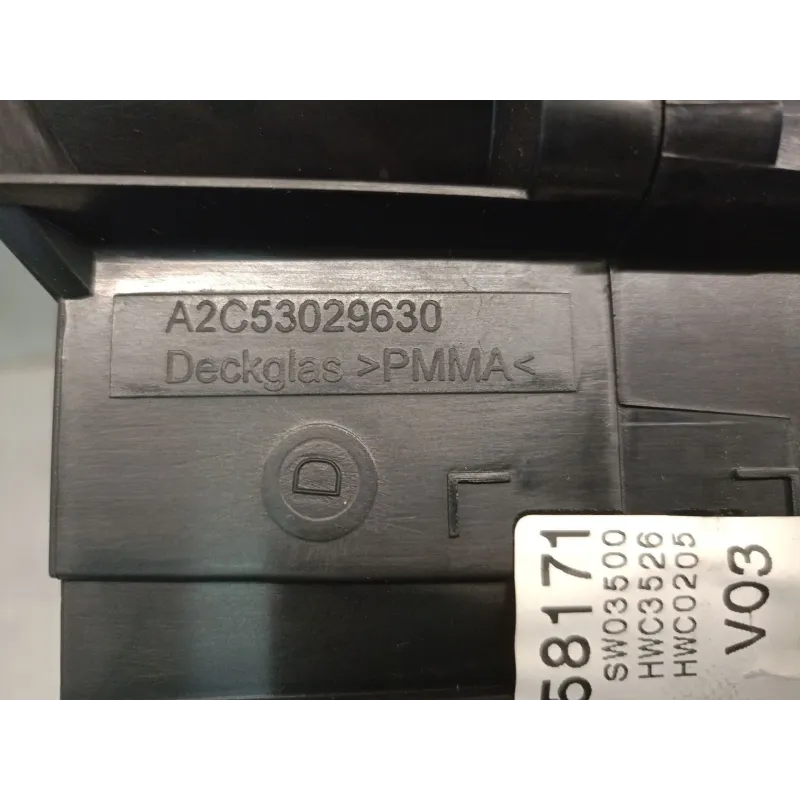 A2C53029630
Deckglas >PMMA<
D
58171
SW03500
HWC3526
HWC0205
V03